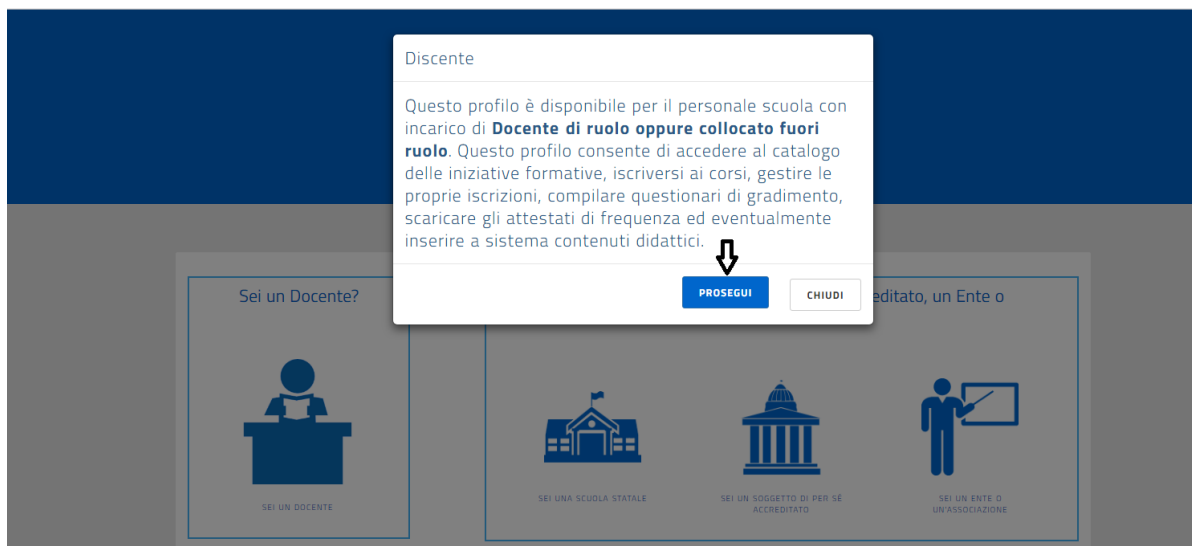 Discente
Questo profilo è disponibile per il personale scuola con
incarico di Docente di ruolo oppure collocato fuori
ruolo. Questo profilo consente di accedere al catalogo
delle iniziative formative, iscriversi ai corsi, gestire le
proprie iscrizioni, compilare questionari di gradimento,
scaricare gli attestati di frequenza ed eventualmente
inserire a sistema contenuti didattici.
PROSEGUI
CHIUDI
Sei un Docente?
editato, un Ente o
SEI UN DOCENTE
SEI UNA SCUOLA STATALE
SEI UN SOGGETTO DI PER SÉ
ACCREDITATO
SEI UN ENTE O
UN'ASSOCIAZIONE